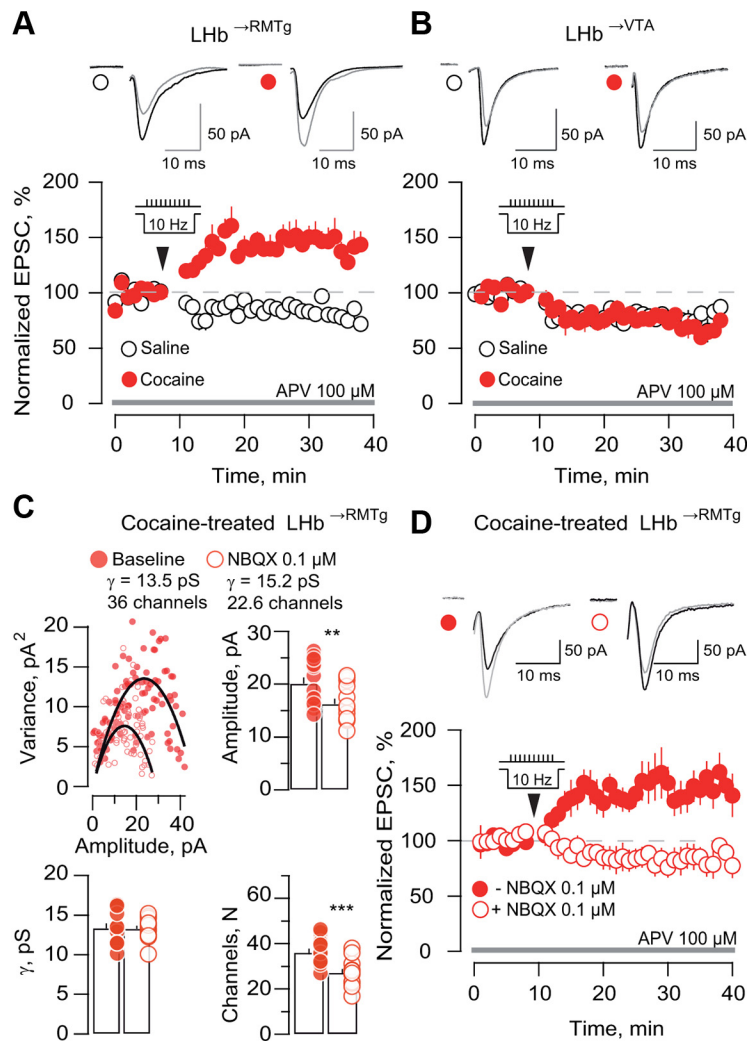 A
LHb →RMTg
50 pA
10 ms
50 pA
10 ms
Normalized EPSC, %
200
150
100
50
0
10 Hz
Saline
Cocaine
APV 100 µM
0 10 20 30 40
Time, min
B
LHb →VTA
50 pA
10 ms
50 pA
10 ms
200
150
100
50
0
10 Hz
Saline
Cocaine
APV 100 µM
0 10 20 30 40
Time, min
C
Cocaine-treated LHb →RMTg
Baseline
γ = 13.5 pS
36 channels
NBQX 0.1 µM
γ = 15.2 pS
22.6 channels
Variance, pA²
20
15
10
5
0
0 10 20 30 40
Amplitude, pA
Amplitude, pA
30
20
10
0
**
γ, pS
20
15
10
5
0
Channels, N
60
40
20
0
***
D
Cocaine-treated LHb →RMTg
50 pA
10 ms
50 pA
10 ms
Normalized EPSC, %
200
150
100
50
0
10 Hz
- NBQX 0.1 µM
+ NBQX 0.1 µM
APV 100 µM
0 10 20 30 40
Time, min